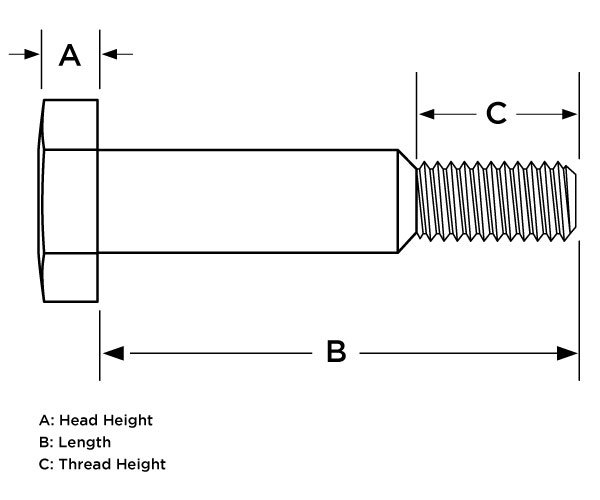 A
C
B
A: Head Height
B: Length
C: Thread Height